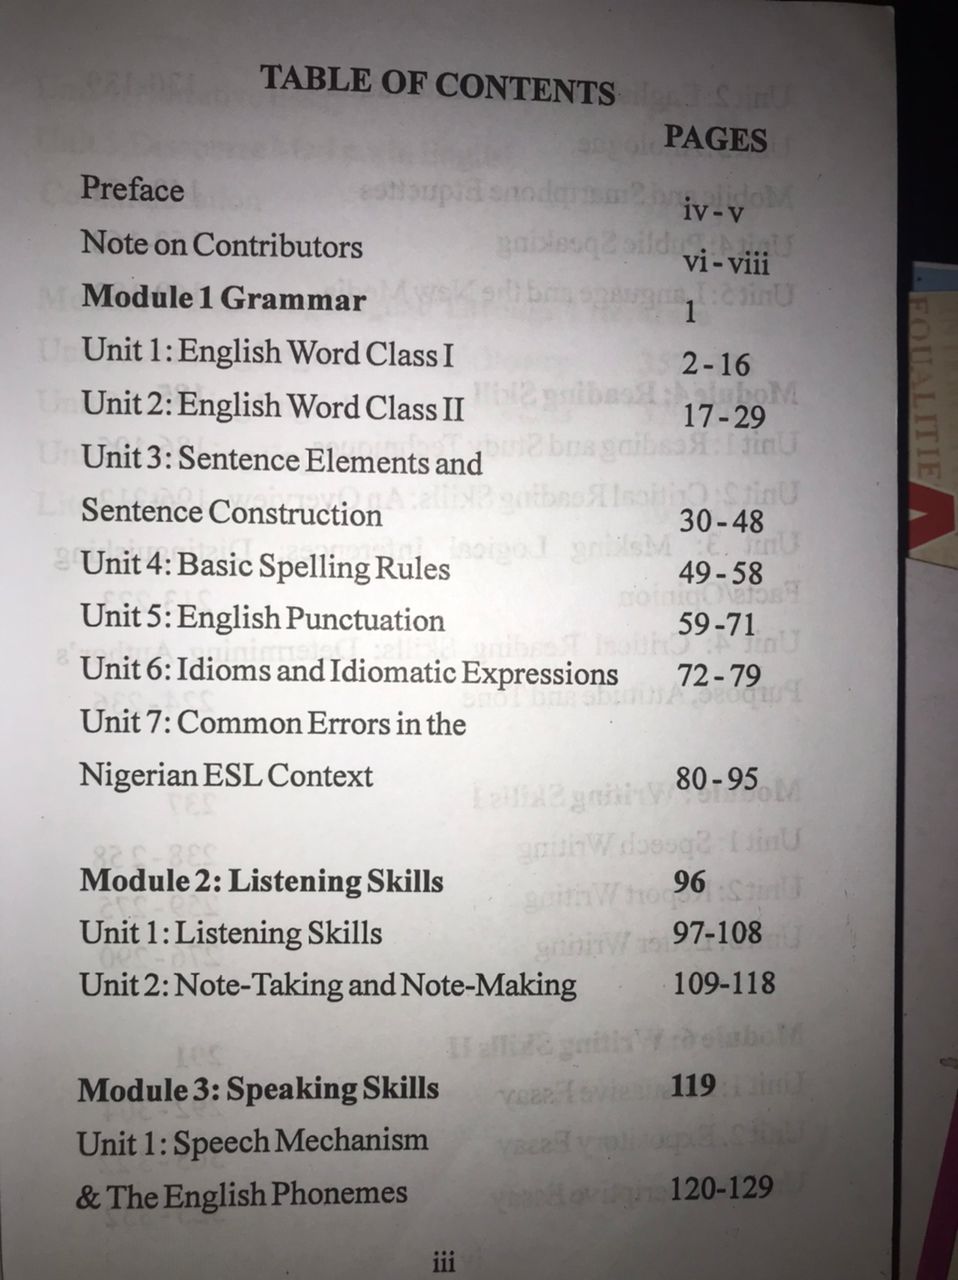 TABLE OF CONTENTS
PAGES
Preface iv - v
Note on Contributors vi - viii
Module 1 Grammar 1
Unit 1: English Word Class I 2 - 16
Unit 2: English Word Class II 17 - 29
Unit 3: Sentence Elements and
Sentence Construction 30 - 48
Unit 4: Basic Spelling Rules 49 - 58
Unit 5: English Punctuation 59 -71
Unit 6: Idioms and Idiomatic Expressions 72 - 79
Unit 7: Common Errors in the
Nigerian ESL Context 80 - 95
Module 2: Listening Skills 96
Unit 1: Listening Skills 97-108
Unit 2: Note-Taking and Note-Making 109-118
Module 3: Speaking Skills 119
Unit 1: Speech Mechanism
& The English Phonemes 120-129
iii